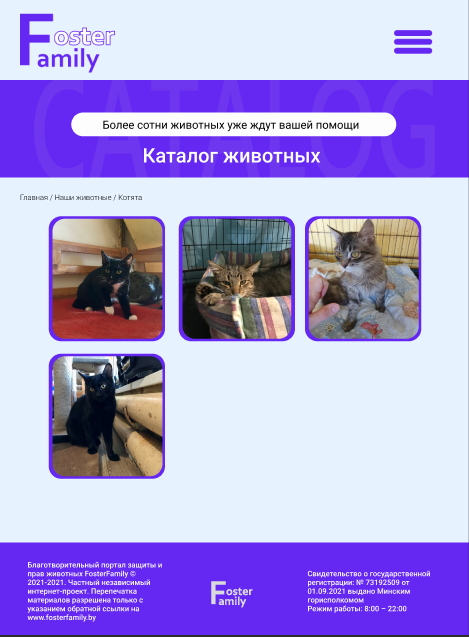 Foster
Family
CATALOG
Более сотни животных уже ждут вашей помощи
Каталог животных
Главная / Наши животные / Котята
Благотворительный портал защиты и
прав животных FosterFamily ©
2021-2021. Частный независимый
интернет-проект. Перепечатка
материалов разрешена только с
указанием обратной ссылки на
www.fosterfamily.by
Foster
Family
Свидетельство о государственной
регистрации: № 73192509 от
01.09.2021 выдано Минским
горисполкомом
Режим работы: 8:00 – 22:00